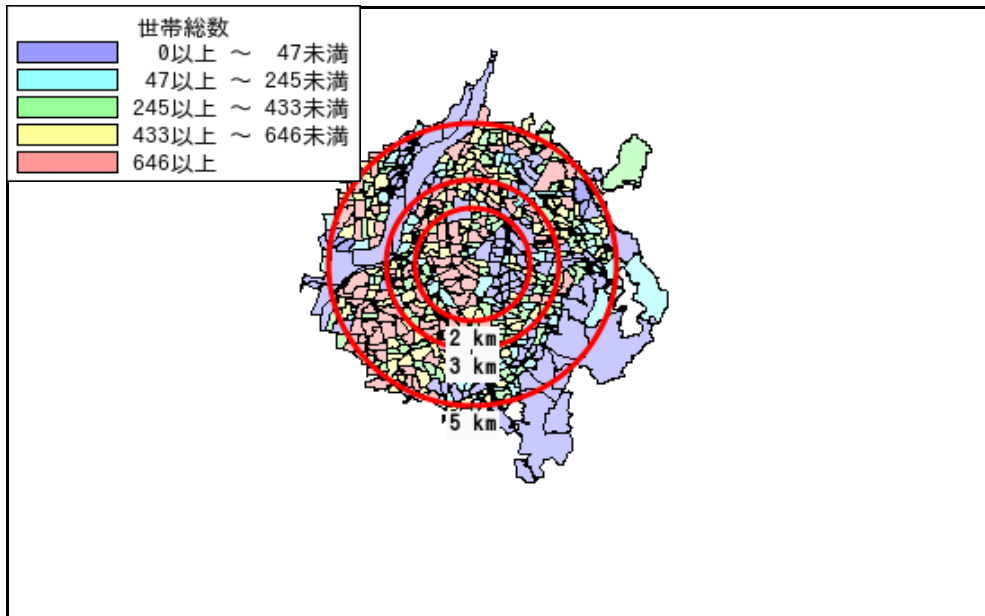 世帯総数
0以上 ～ 47未満
47以上 ～ 245未満
245以上 ～ 433未満
433以上 ～ 646未満
646以上
2 km
3 km
5 km